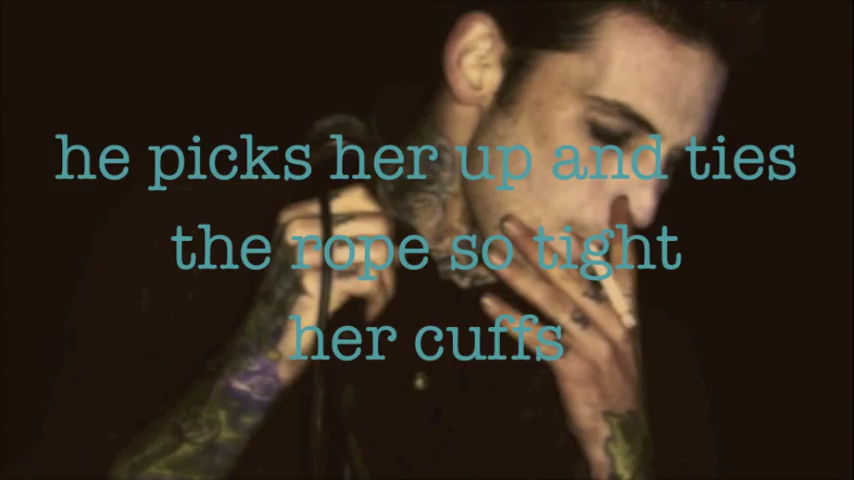 he picks her up and ties
the rope so tight
her cuffs